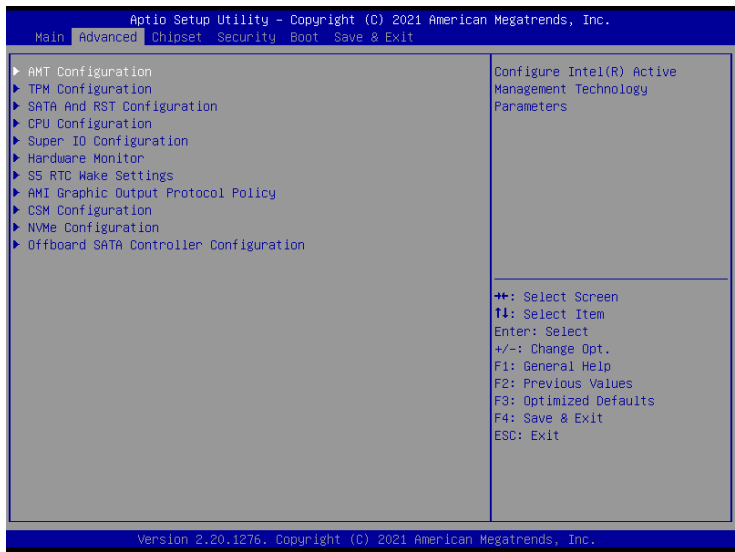 Aptio Setup Utility – Copyright (C) 2021 American Megatrends, Inc.
Main Advanced Chipset Security Boot Save & Exit
▶ AMT Configuration
▶ TPM Configuration
▶ SATA And RST Configuration
▶ CPU Configuration
▶ Super IO Configuration
▶ Hardware Monitor
▶ S5 RTC Wake Settings
▶ AMI Graphic Output Protocol Policy
▶ CSM Configuration
▶ NVMe Configuration
▶ Offboard SATA Controller Configuration
Configure Intel(R) Active
Management Technology
Parameters
→←: Select Screen
↑↓: Select Item
Enter: Select
+/-: Change Opt.
F1: General Help
F2: Previous Values
F3: Optimized Defaults
F4: Save & Exit
ESC: Exit
Version 2.20.1276. Copyright (C) 2021 American Megatrends, Inc.